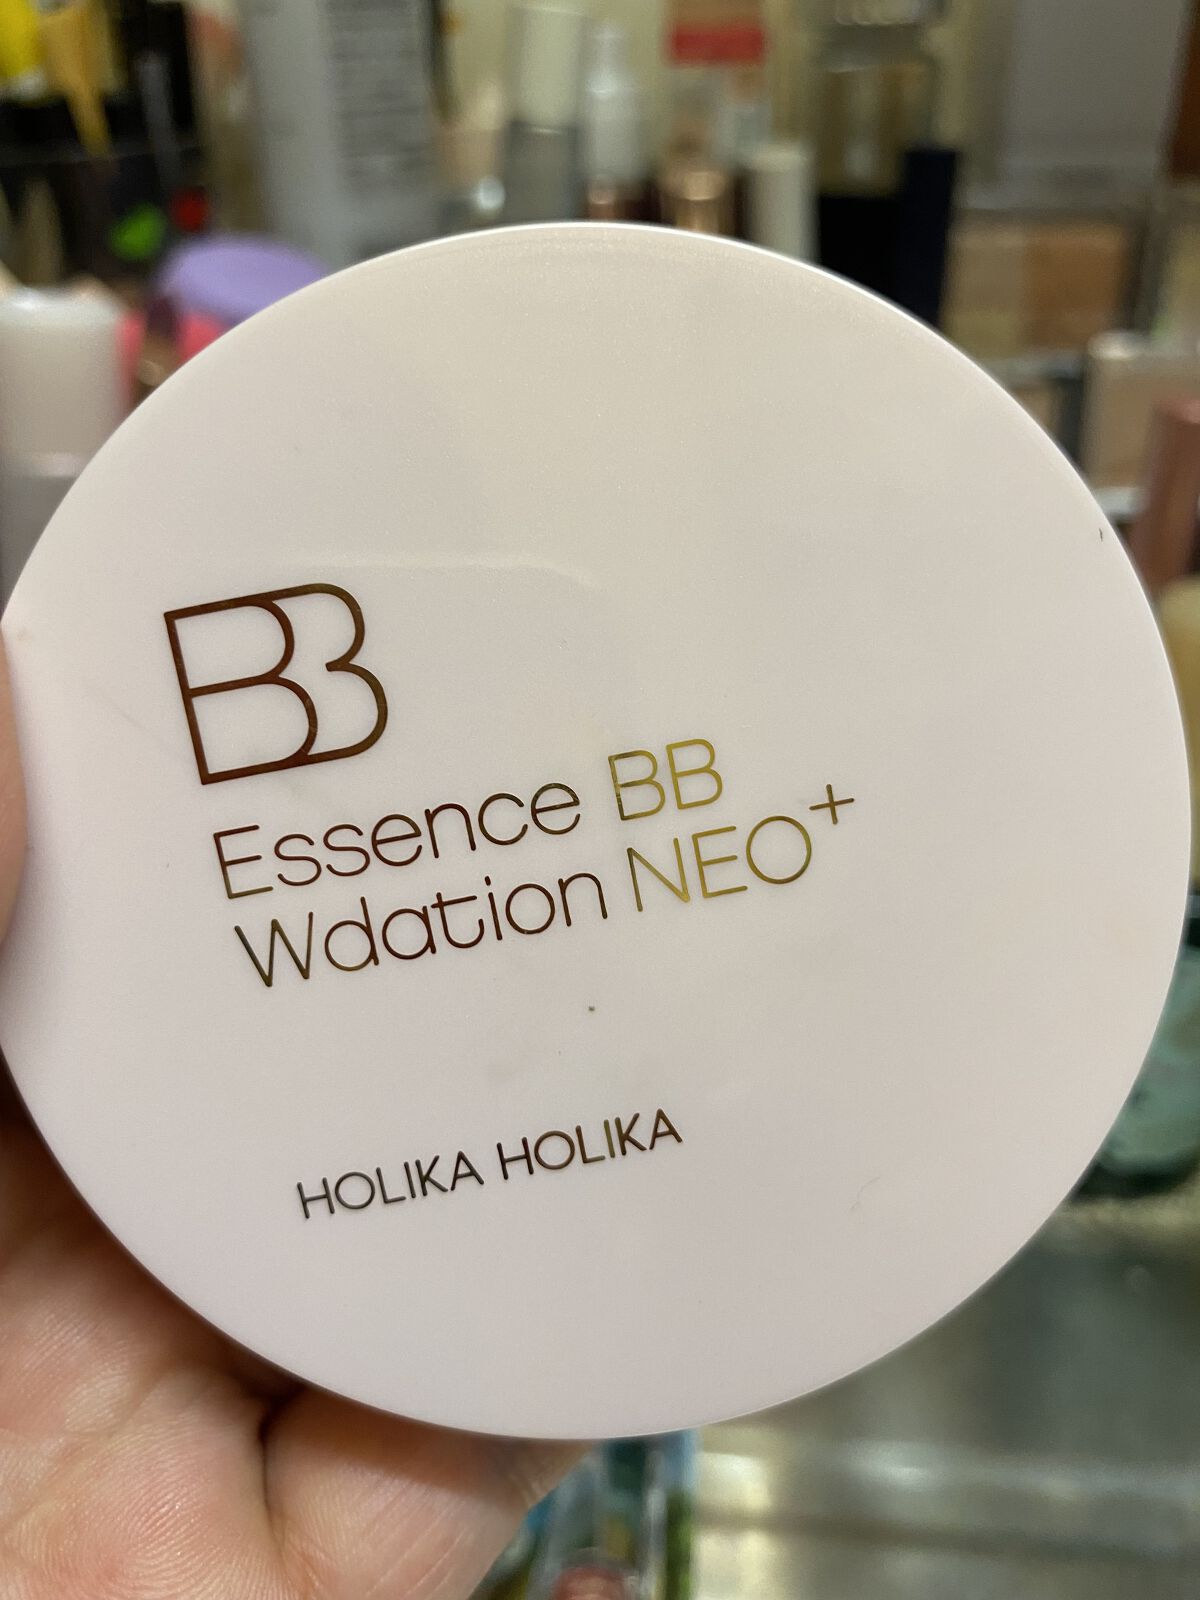 BB
Essence BB
Wdation NEO+
HOLIKA HOLIKA